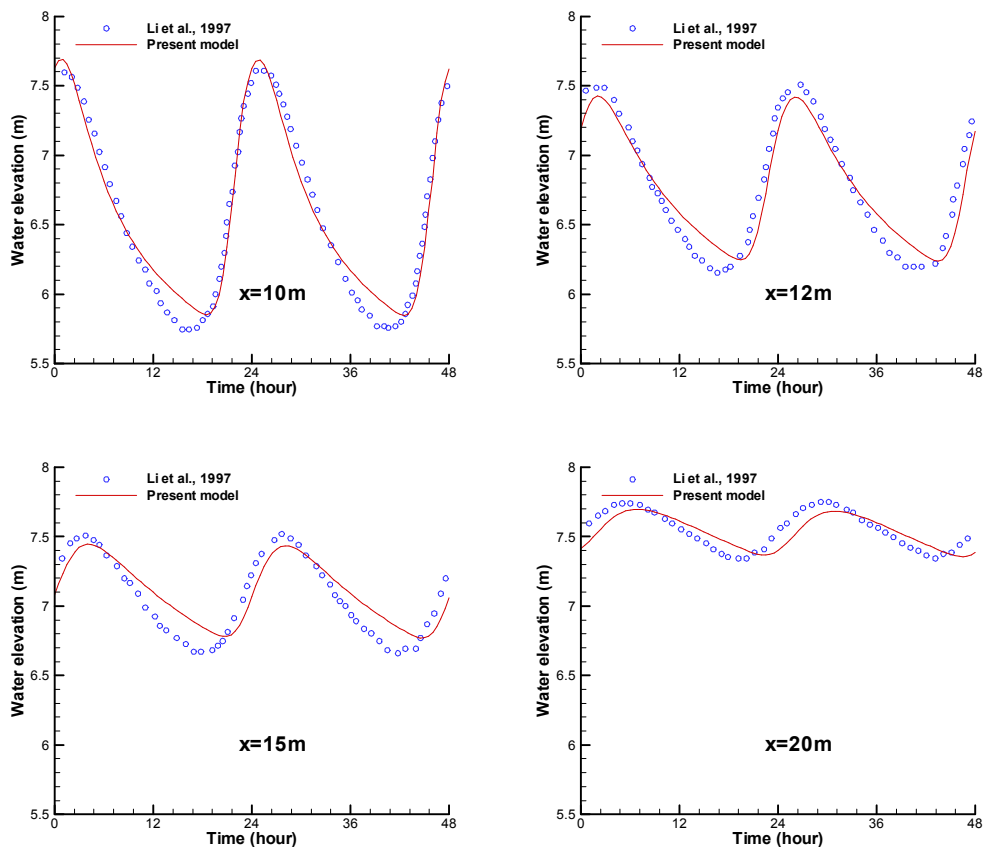 8
7.5
7
6.5
6
5.5
Water elevation (m)
Li et al., 1997
Present model
x=10m
0
12
24
36
48
Time (hour)
8
7.5
7
6.5
6
5.5
Water elevation (m)
Li et al., 1997
Present model
x=12m
0
12
24
36
48
Time (hour)
8
7.5
7
6.5
6
5.5
Water elevation (m)
Li et al., 1997
Present model
x=15m
0
12
24
36
48
Time (hour)
8
7.5
7
6.5
6
5.5
Water elevation (m)
Li et al., 1997
Present model
x=20m
0
12
24
36
48
Time (hour)